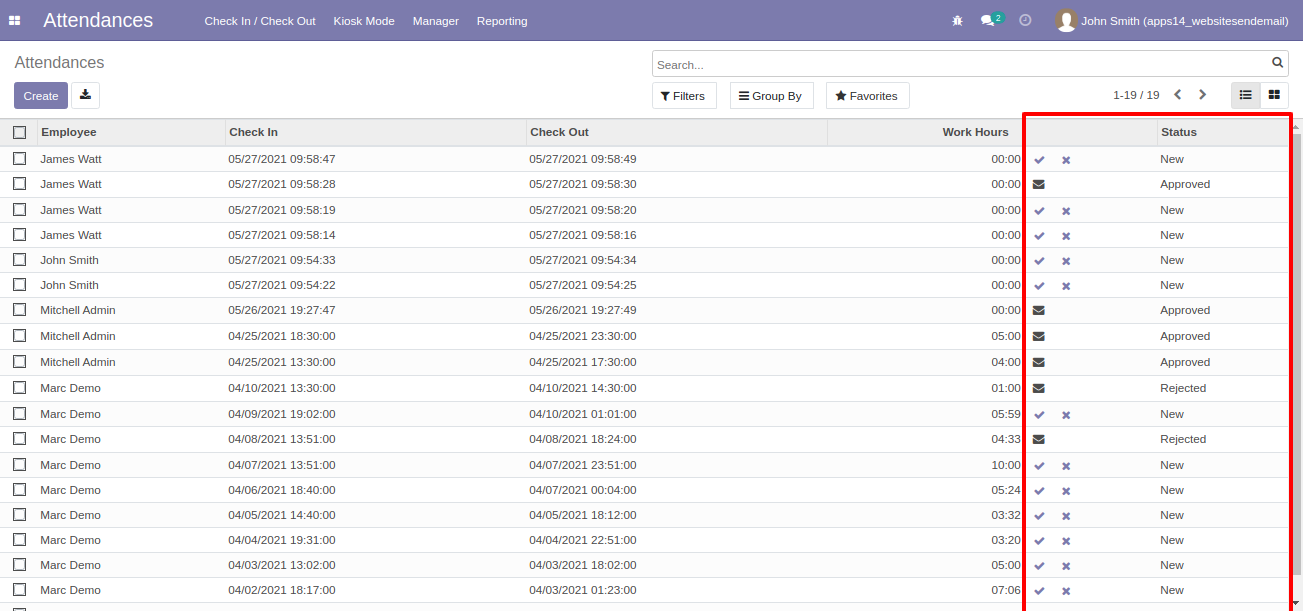 Attendances Check In / Check Out Kiosk Mode Manager Reporting 2 John Smith (apps14_websitesendemail)
Attendances Search...
Create Filters Group By Favorites 1-19 / 19
Employee Check In Check Out Work Hours Status
James Watt 05/27/2021 09:58:47 05/27/2021 09:58:49 00:00 New
James Watt 05/27/2021 09:58:28 05/27/2021 09:58:30 00:00 Approved
James Watt 05/27/2021 09:58:19 05/27/2021 09:58:20 00:00 New
James Watt 05/27/2021 09:58:14 05/27/2021 09:58:16 00:00 New
John Smith 05/27/2021 09:54:33 05/27/2021 09:54:34 00:00 New
John Smith 05/27/2021 09:54:22 05/27/2021 09:54:25 00:00 New
Mitchell Admin 05/26/2021 19:27:47 05/26/2021 19:27:49 00:00 Approved
Mitchell Admin 04/25/2021 18:30:00 04/25/2021 23:30:00 05:00 Approved
Mitchell Admin 04/25/2021 13:30:00 04/25/2021 17:30:00 04:00 Approved
Marc Demo 04/10/2021 13:30:00 04/10/2021 14:30:00 01:00 Rejected
Marc Demo 04/09/2021 19:02:00 04/10/2021 01:01:00 05:59 New
Marc Demo 04/08/2021 13:51:00 04/08/2021 18:24:00 04:33 Rejected
Marc Demo 04/07/2021 13:51:00 04/07/2021 23:51:00 10:00 New
Marc Demo 04/06/2021 18:40:00 04/07/2021 00:04:00 05:24 New
Marc Demo 04/05/2021 14:40:00 04/05/2021 18:12:00 03:32 New
Marc Demo 04/04/2021 19:31:00 04/04/2021 22:51:00 03:20 New
Marc Demo 04/03/2021 13:02:00 04/03/2021 18:02:00 05:00 New
Marc Demo 04/02/2021 18:17:00 04/03/2021 01:23:00 07:06 New